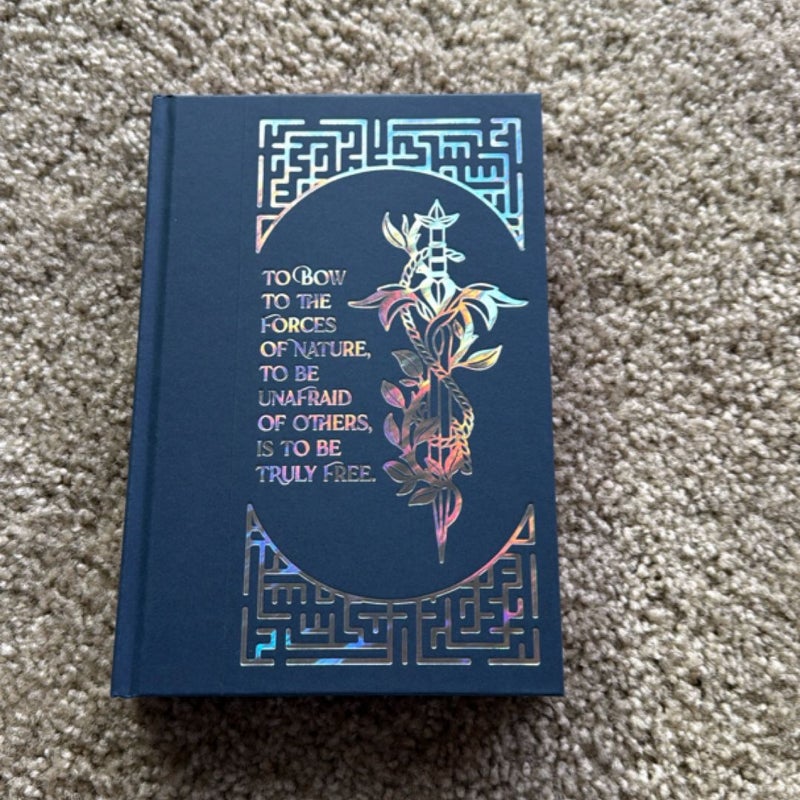 TO BOW
TO THE
FORCES
OF NATURE,
TO BE
UNAFRAID
OF OTHERS,
IS TO BE
TRULY FREE.